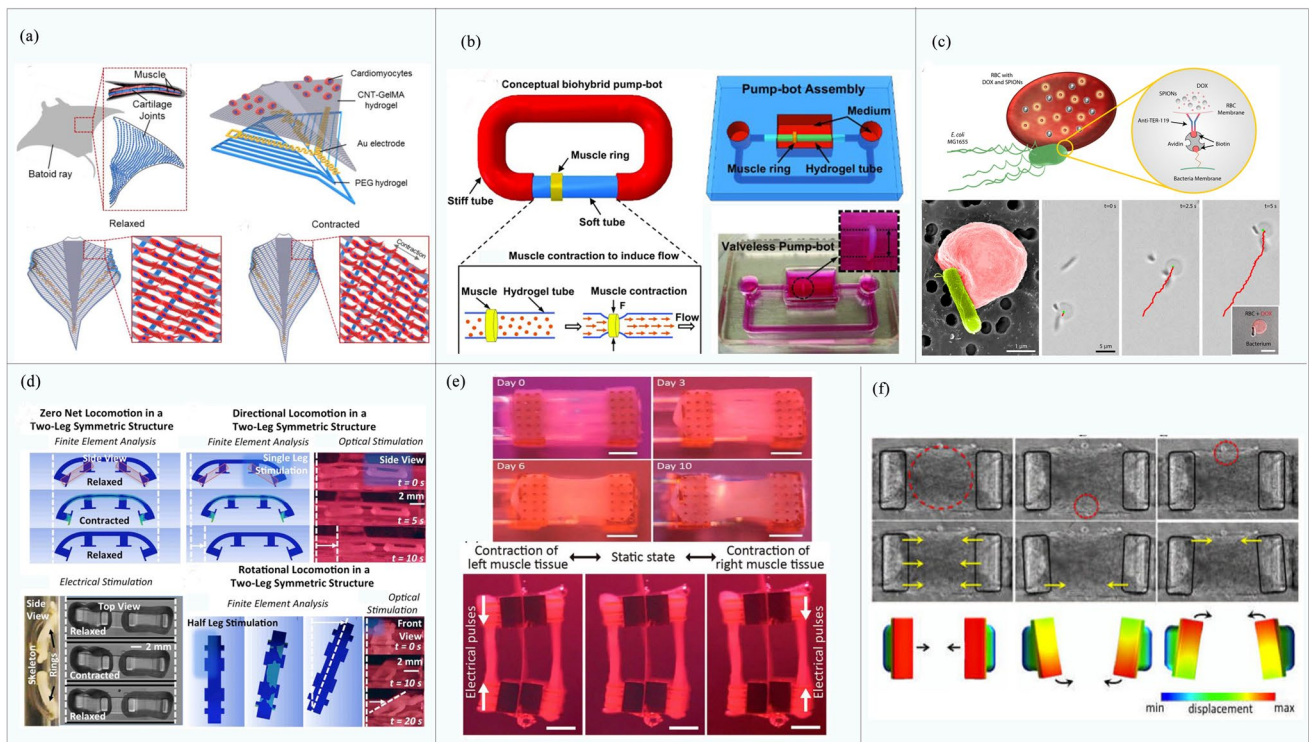 (a)
Muscle
Cartilage
Joints
Batoid ray
Cardiomyocytes
CNT-GelMA
hydrogel
Au electrode
PEG hydrogel
Relaxed
Contracted
Contraction
(b)
Conceptual biohybrid pump-bot
Muscle ring
Stiff tube
Soft tube
Muscle contraction to induce flow
Muscle
Hydrogel tube
Muscle contraction
F
Flow
Pump-bot Assembly
Medium
Muscle ring
Hydrogel tube
Valveless Pump-bot
(c)
RBC with
DOX and SPIONs
E. coli
MG1655
SPIONs
DOX
RBC
Membrane
Anti-TER-119
Avidin
Biotin
Bacteria Membrane
1 µm
t=0 s
5 µm
t=2.5 s
t=5 s
RBC + DOX
Bacterium
(d)
Zero Net Locomotion in a
Two-Leg Symmetric Structure
Finite Element Analysis
Side View
Relaxed
Contracted
Relaxed
Directional Locomotion in a
Two-Leg Symmetric Structure
Finite Element Analysis
Optical Stimulation
Single Leg
Stimulation
Side View
t = 0 s
2 mm
t = 5 s
t = 10 s
Electrical Stimulation
Side
View
Skeleton
Rings
Top View
Relaxed
2 mm
Contracted
Relaxed
Rotational Locomotion in a
Two-Leg Symmetric Structure
Finite Element Analysis
Optical
Stimulation
Half Leg Stimulation
Front
View
t = 0 s
2 mm
t = 10 s
t = 20 s
(e)
Day 0
Day 3
Day 6
Day 10
Contraction of
left muscle tissue
Static state
Contraction of
right muscle tissue
Electrical pulses
Electrical pulses
(f)
min
displacement
max